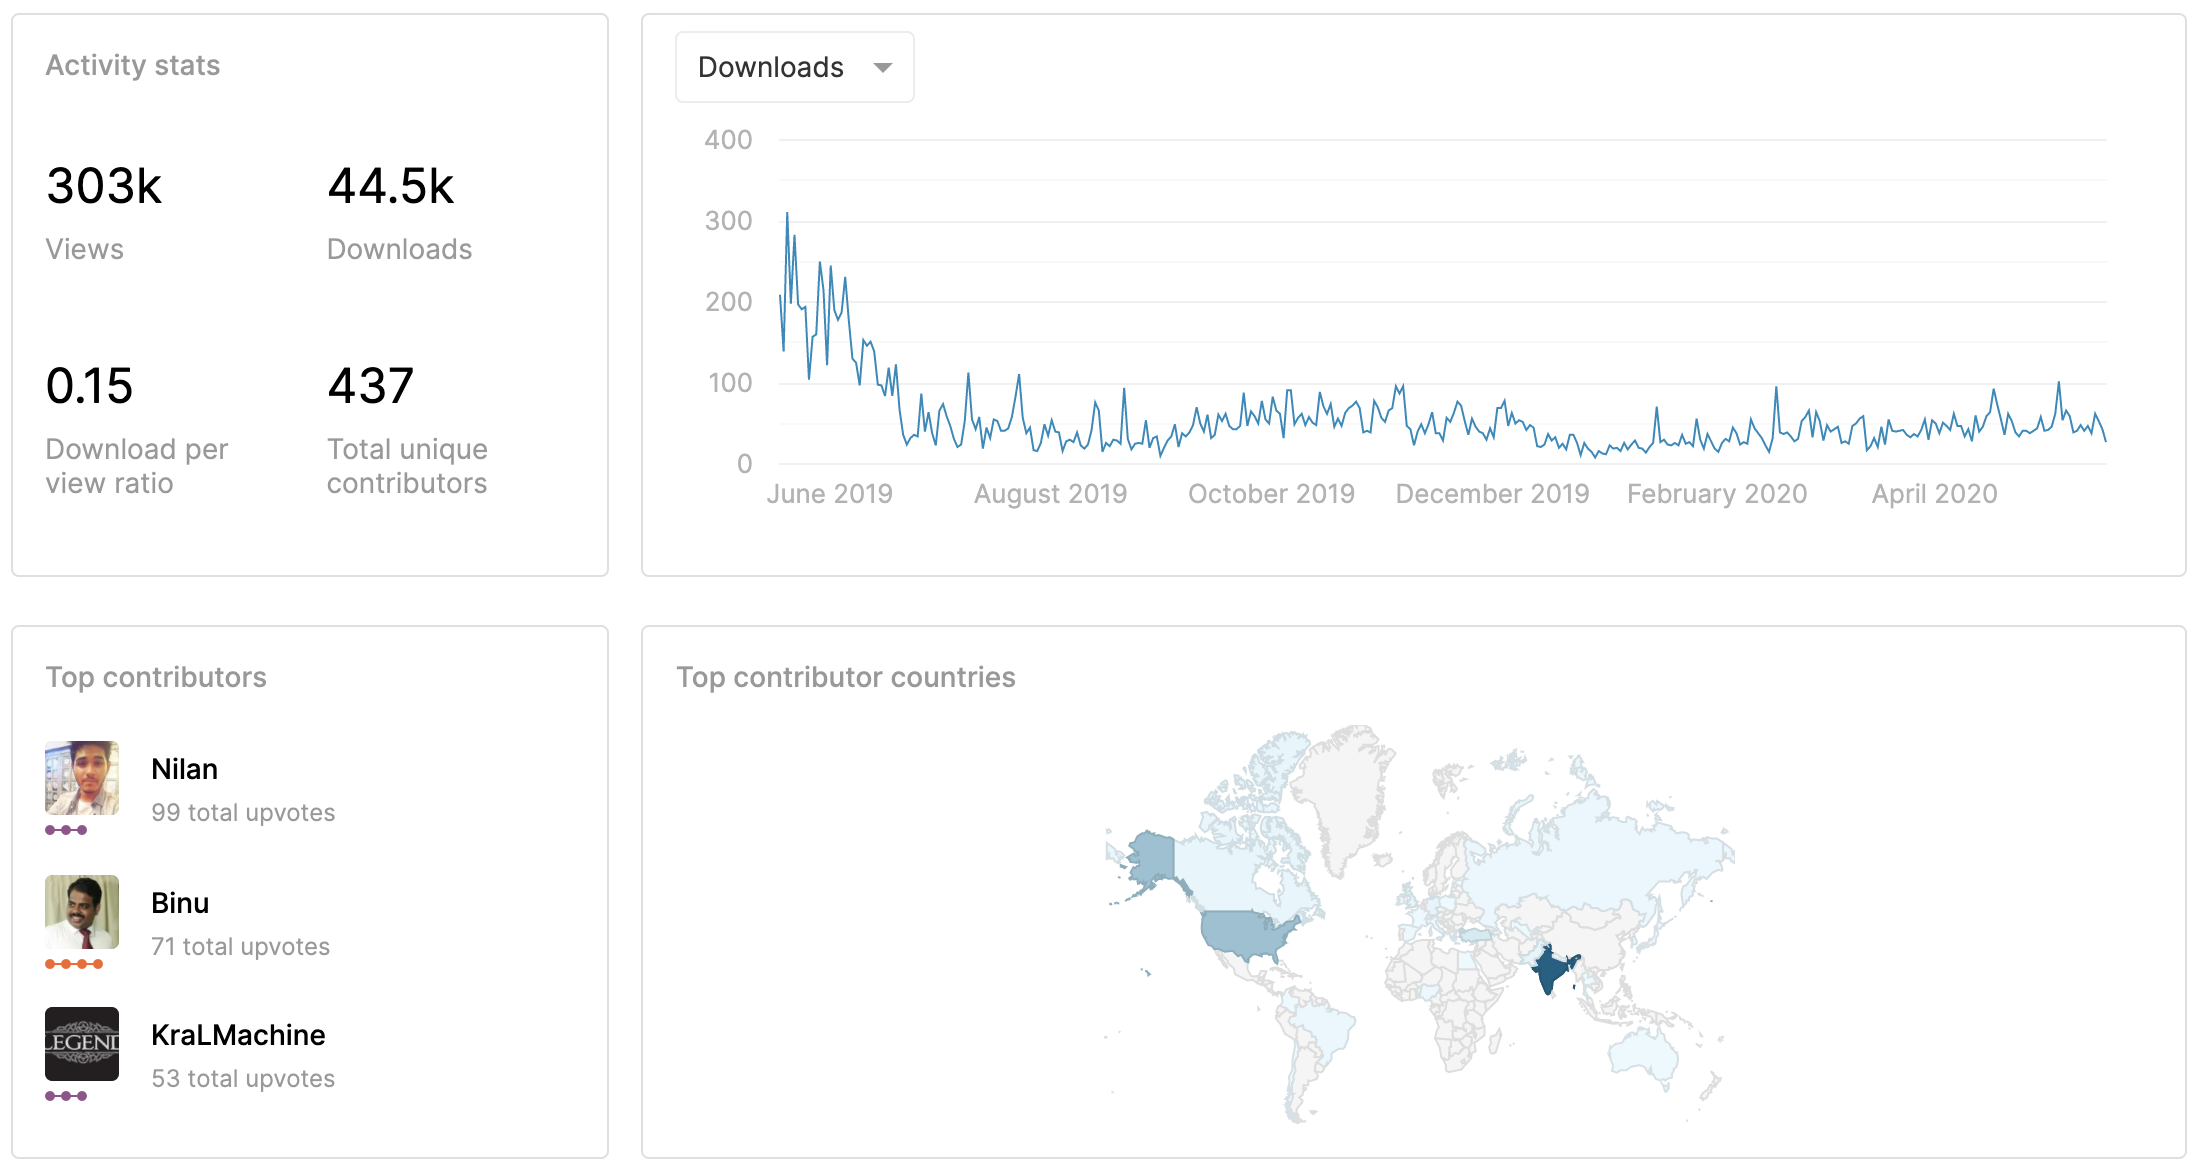 Activity stats
303k
44.5k
Views
Downloads
0.15
437
Download per
view ratio
Total unique
contributors
Downloads
400
300
200
100
0
June 2019
August 2019
October 2019
December 2019
February 2020
April 2020
Top contributors
Nilan
99 total upvotes
Binu
71 total upvotes
LEGEND
KraLMachine
53 total upvotes
Top contributor countries